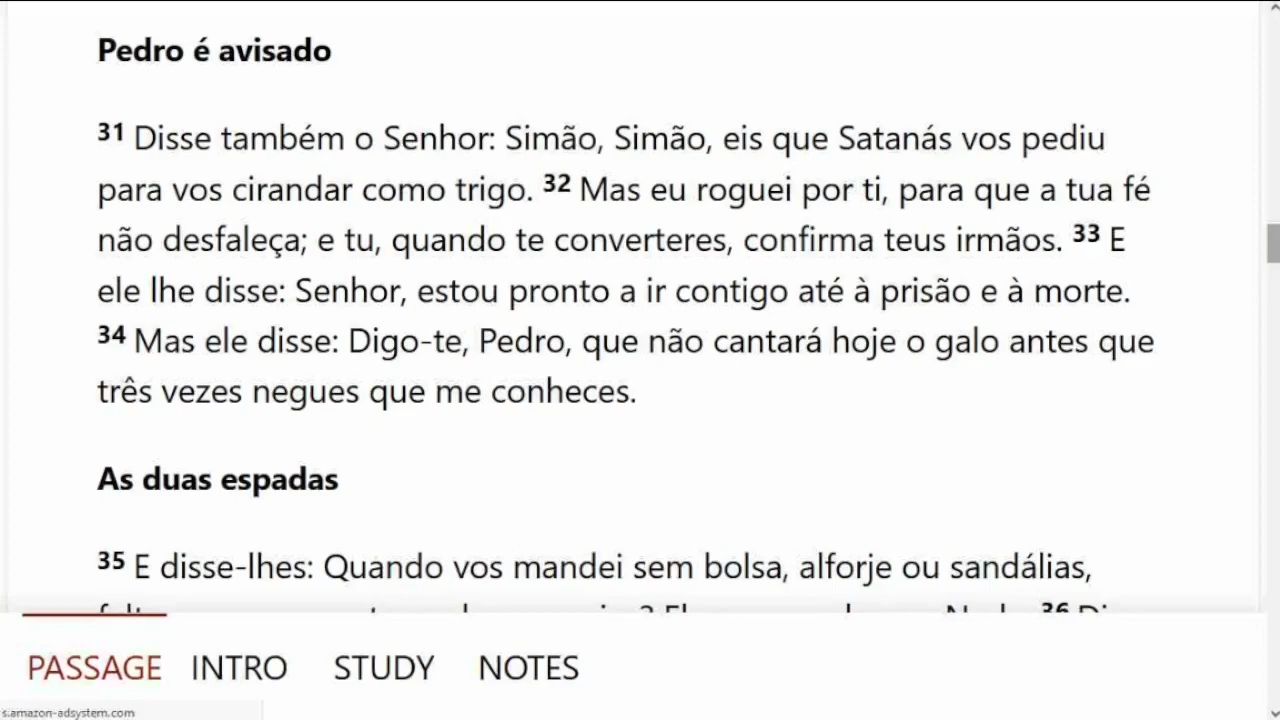 Pedro é avisado
31 Disse também o Senhor: Simão, Simão, eis que Satanás vos pediu
para vos cirandar como trigo. 32 Mas eu roguei por ti, para que a tua fé
não desfaleça; e tu, quando te converteres, confirma teus irmãos. 33 E
ele lhe disse: Senhor, estou pronto a ir contigo até à prisão e à morte.
34 Mas ele disse: Digo-te, Pedro, que não cantará hoje o galo antes que
três vezes negues que me conheces.
As duas espadas
35 E disse-lhes: Quando vos mandei sem bolsa, alforje ou sandálias,
36
PASSAGE INTRO STUDY NOTES
s.amazon-adsystem.com